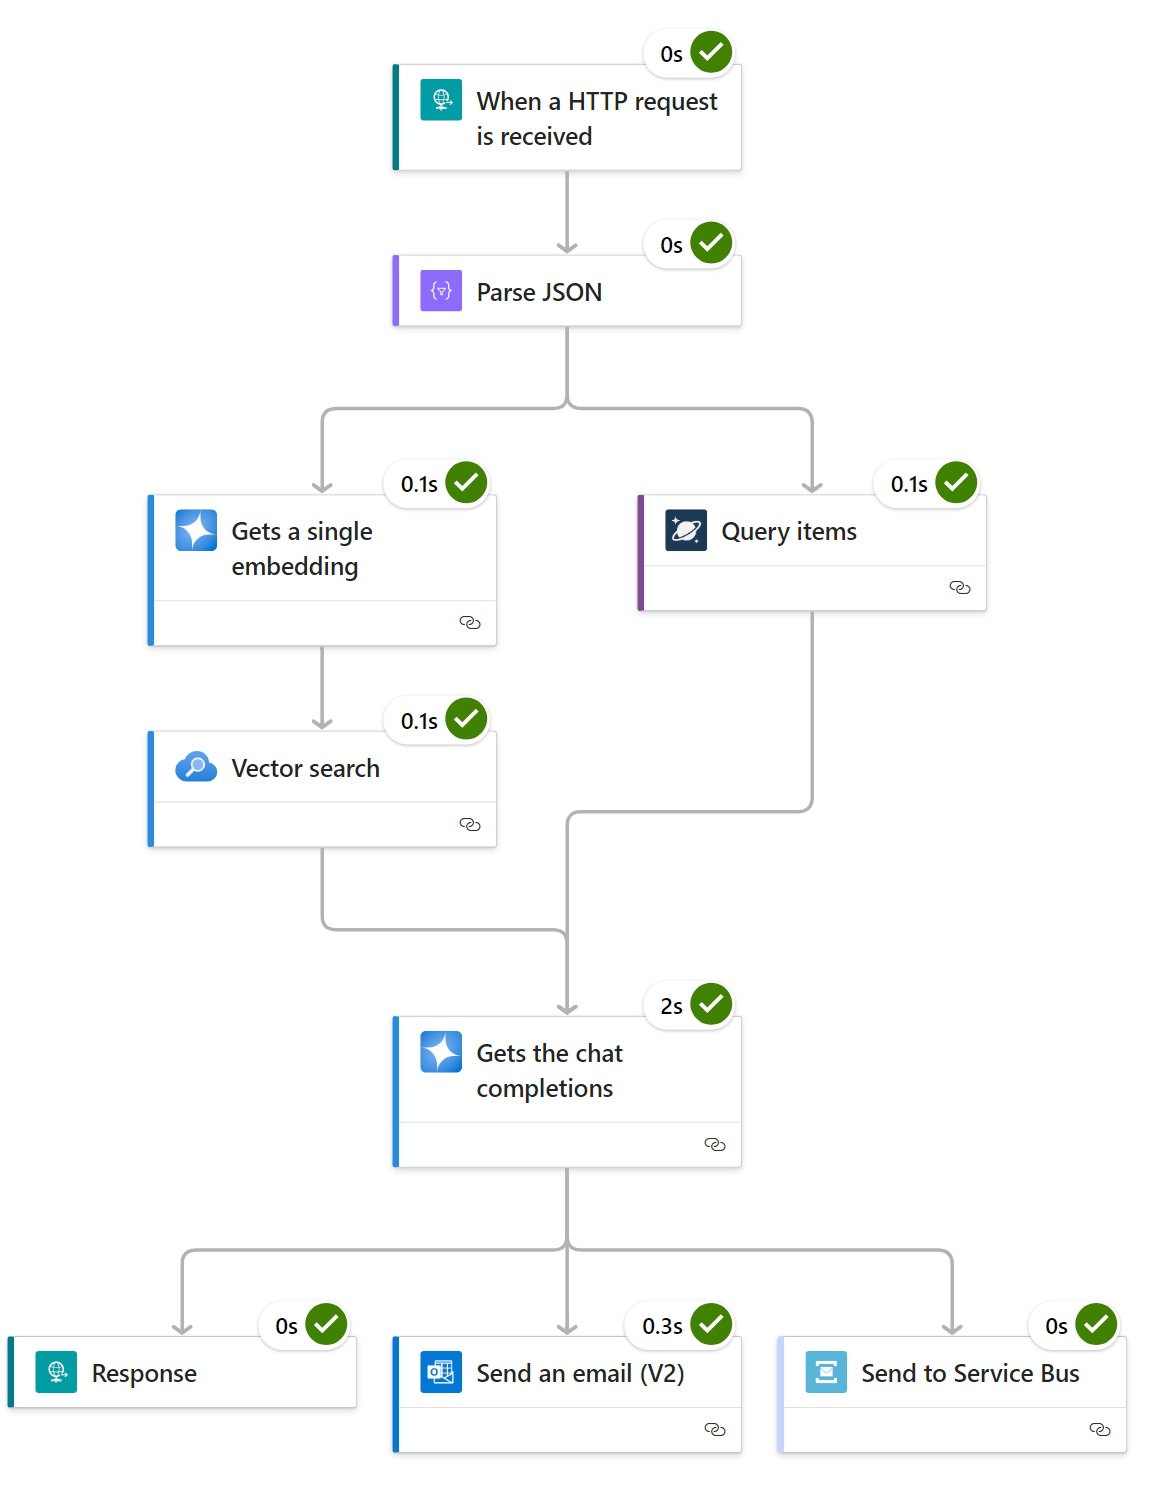 0s
When a HTTP request
is received
0s
Parse JSON
0.1s
Gets a single
embedding
0.1s
Query items
0.1s
Vector search
2s
Gets the chat
completions
0s
Response
0.3s
Send an email (V2)
0s
Send to Service Bus